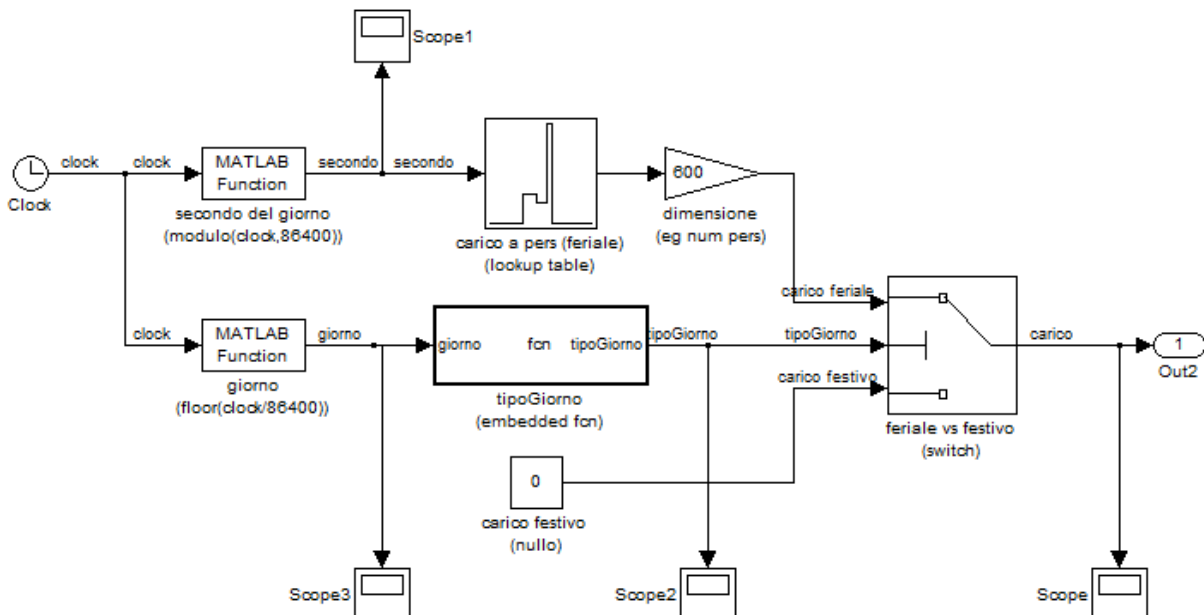 Scope1
Clock
clock
clock
MATLAB
Function
secondo del giorno
(modulo(clock,86400))
secondo
secondo
carico a pers (feriale)
(lookup table)
600
dimensione
(eg num pers)
carico feriale
clock
MATLAB
Function
giorno
(floor(clock/86400))
giorno
giorno
fcn
tipoGiorno
tipoGiorno
(embedded fcn)
tipoGiorno
tipoGiorno
carico festivo
feriale vs festivo
(switch)
carico
1
Out2
0
carico festivo
(nullo)
Scope3
Scope2
Scope